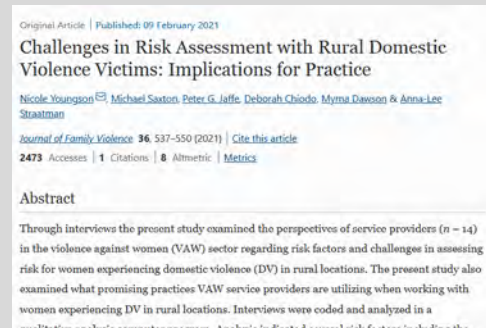 Original Article | Published: 09 February 2021
Challenges in Risk Assessment with Rural Domestic
Violence Victims: Implications for Practice
Nicole Youngson, Michael Saxton, Peter G. Jaffe, Deborah Chiodo, Myrna Dawson & Anna-Lee
Straatman
Journal of Family Violence 36, 537–550 (2021) | Cite this article
2473 Accesses | 1 Citations | 8 Altmetric | Metrics
Abstract
Through interviews the present study examined the perspectives of service providers (n = 14)
in the violence against women (VAW) sector regarding risk factors and challenges in assessing
risk for women experiencing domestic violence (DV) in rural locations. The present study also
examined what promising practices VAW service providers are utilizing when working with
women experiencing DV in rural locations. Interviews were coded and analyzed in a